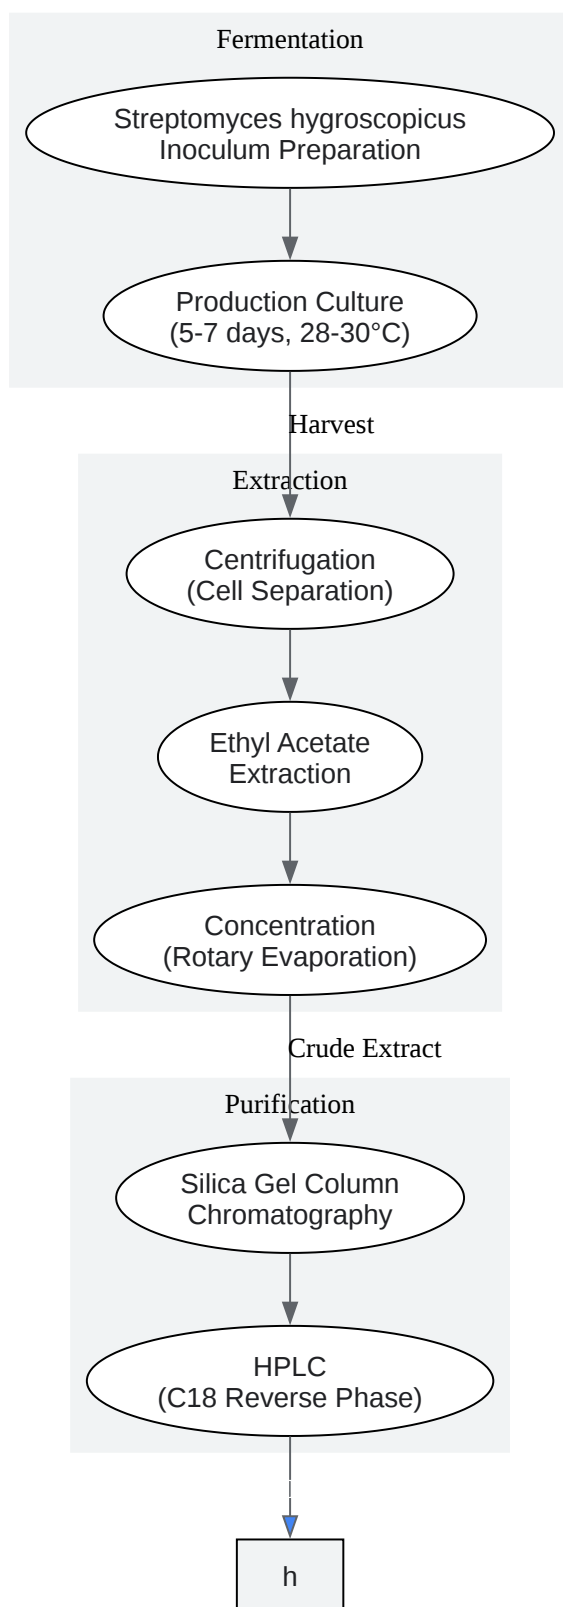 Fermentation
Streptomyces hygroscopicus
Inoculum Preparation
Production Culture
(5-7 days, 28-30°C)
Harvest
Extraction
Centrifugation
(Cell Separation)
Ethyl Acetate
Extraction
Concentration
(Rotary Evaporation)
Crude Extract
Purification
Silica Gel Column
Chromatography
HPLC
(C18 Reverse Phase)
h